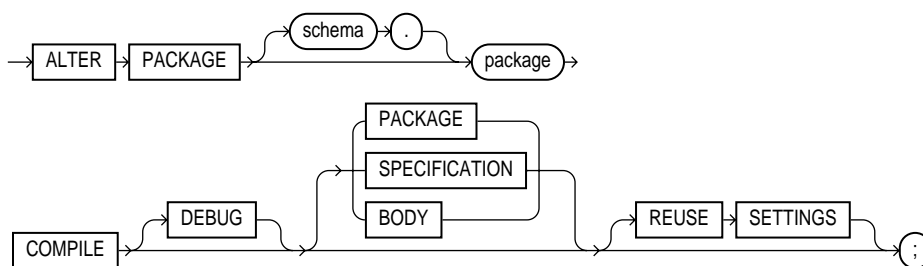 schema .
ALTER PACKAGE package
PACKAGE
SPECIFICATION
DEBUG BODY REUSE SETTINGS
COMPILE ;